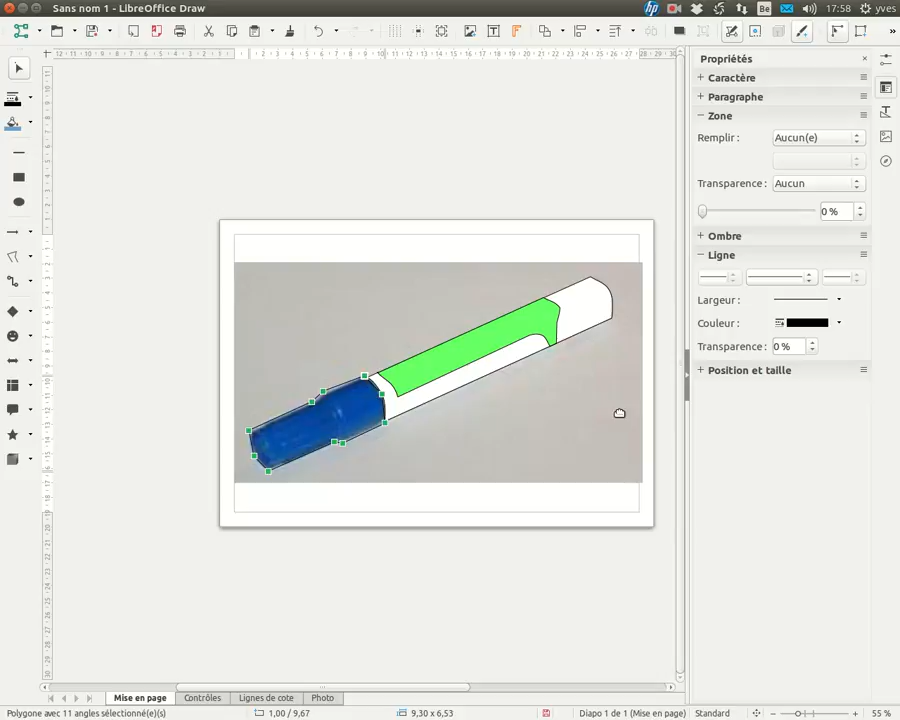 Sans nom 1 - LibreOffice Draw
Be
17:58
yves
Propriétés
Caractère
Paragraphe
Zone
Remplir :
Aucun(e)
Transparence :
Aucun
0 %
Ombre
Ligne
Largeur :
Couleur :
Transparence :
0 %
Position et taille
Mise en page
Contrôles
Lignes de cote
Photo
Polygone avec 11 angles sélectionné(e)(s)
1,00 / 9,67
9,30 x 6,53
Diapo 1 de 1 (Mise en page)
Standard
55 %